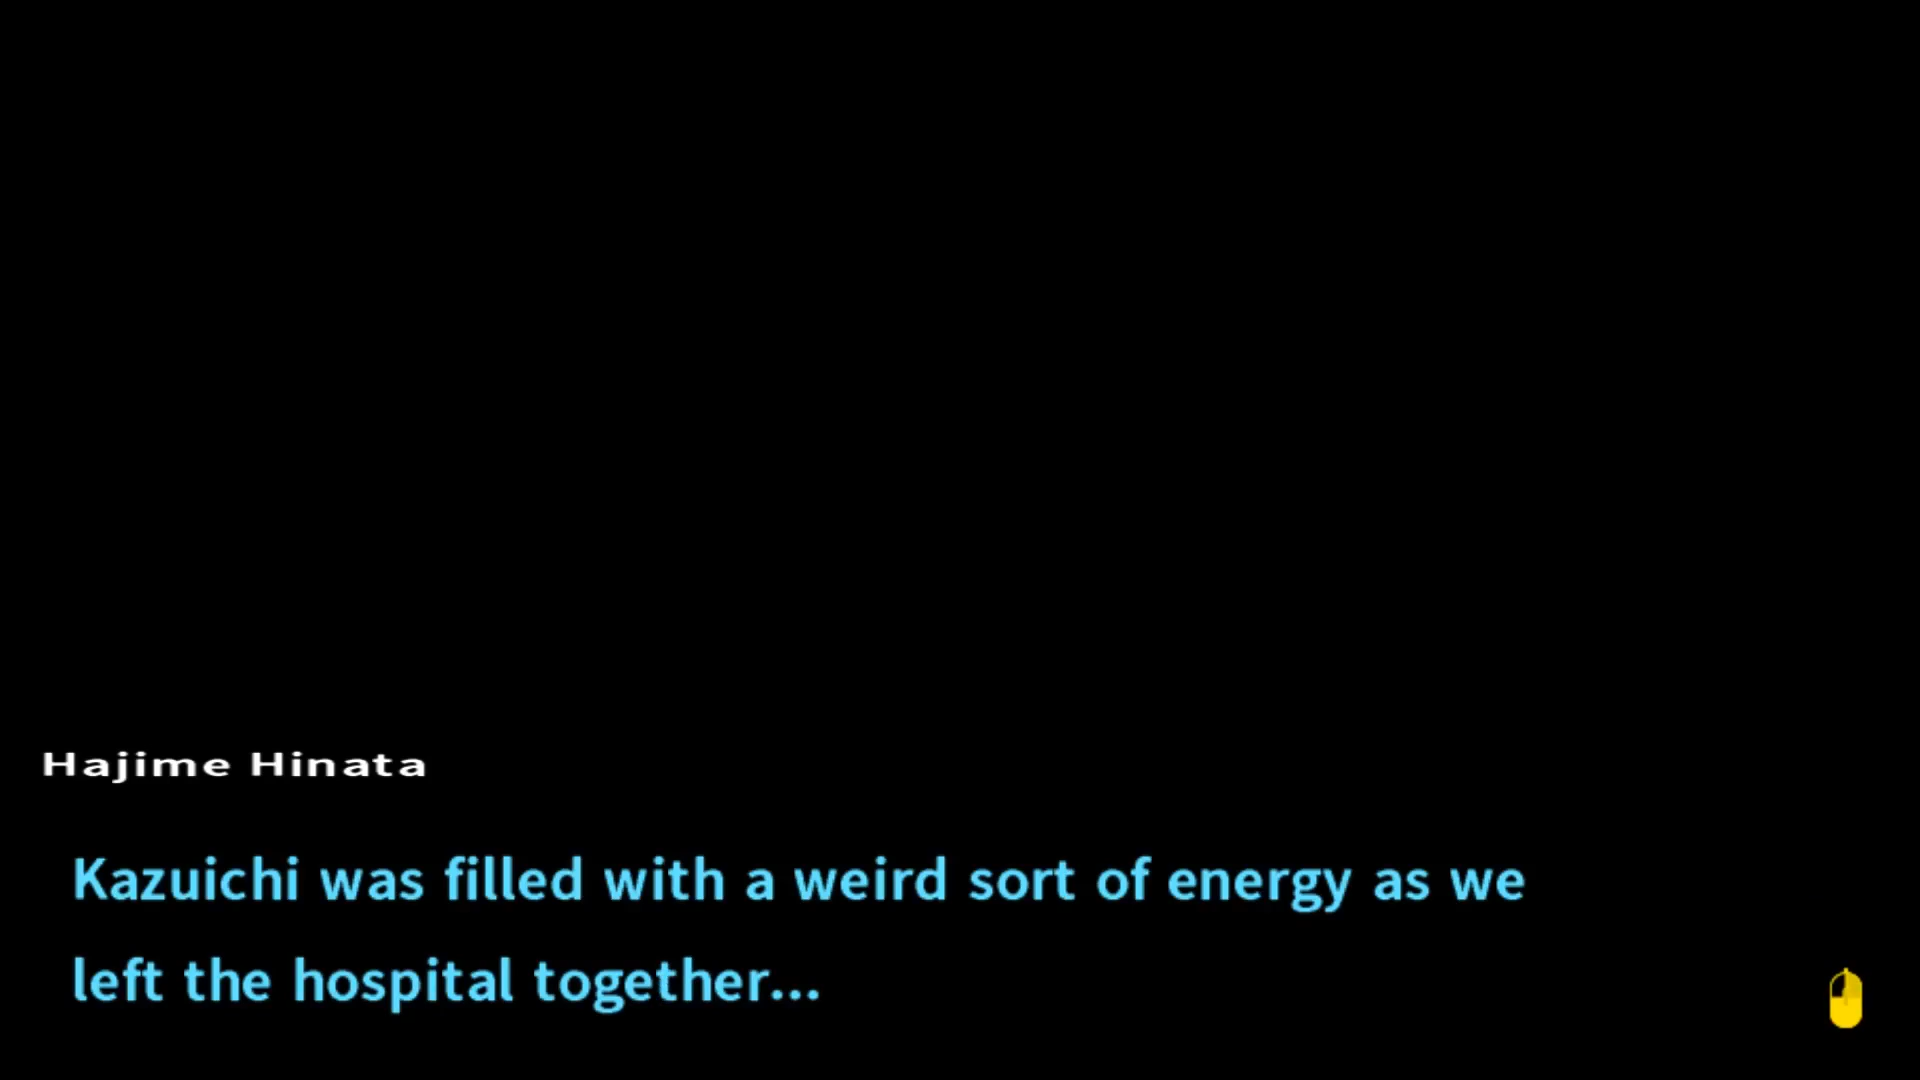 Hajime Hinata
Kazuichi was filled with a weird sort of energy as we
left the hospital together...